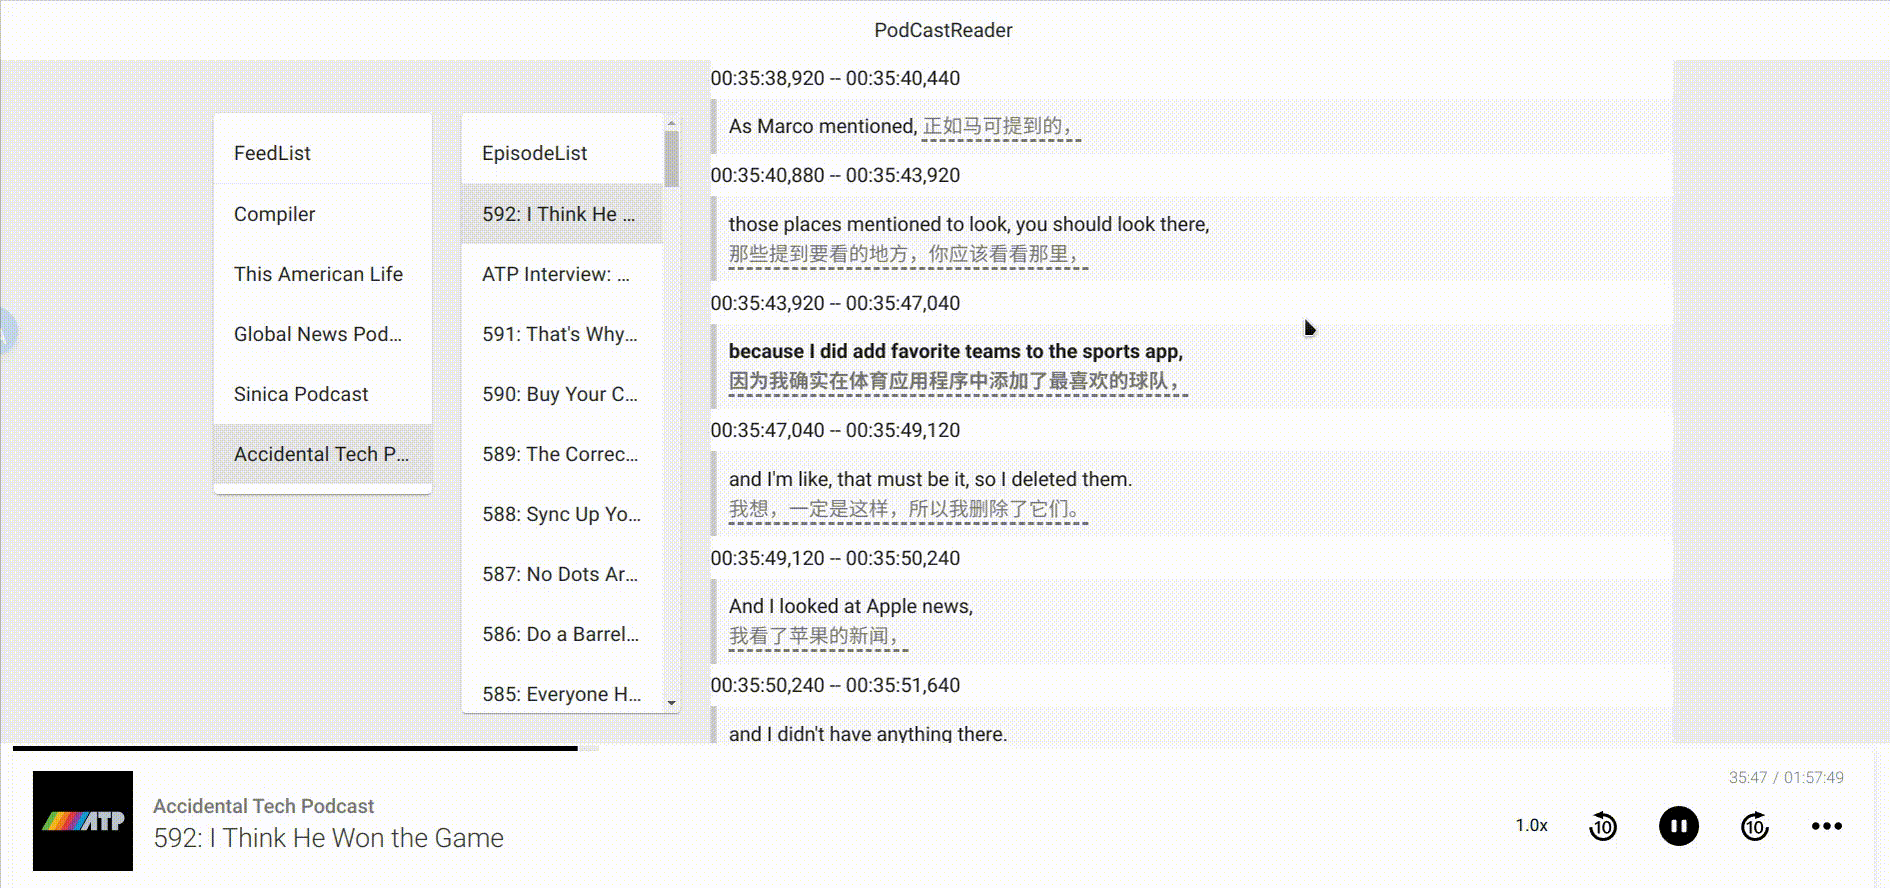 PodCastReader
FeedList
Compiler
This American Life
Global News Pod...
Sinica Podcast
Accidental Tech P...
EpisodeList
592: I Think He ...
ATP Interview: ...
591: That's Why...
590: Buy Your C...
589: The Correc...
588: Sync Up Yo...
587: No Dots Ar...
586: Do a Barrel...
585: Everyone H...
00:35:38,920 -- 00:35:40,440
As Marco mentioned, 正如马可提到的，
00:35:40,880 -- 00:35:43,920
those places mentioned to look, you should look there,
那些提到要看的地方，你应该看看那里，
00:35:43,920 -- 00:35:47,040
because I did add favorite teams to the sports app,
因为我确实在体育应用程序中添加了最喜欢的球队，
00:35:47,040 -- 00:35:49,120
and I'm like, that must be it, so I deleted them.
我想，一定是这样，所以我删除了它们。
00:35:49,120 -- 00:35:50,240
And I looked at Apple news,
我看了苹果的新闻，
00:35:50,240 -- 00:35:51,640
and I didn't have anything there.
35:47 / 01:57:49
ATP
Accidental Tech Podcast
592: I Think He Won the Game
1.0x
10
10